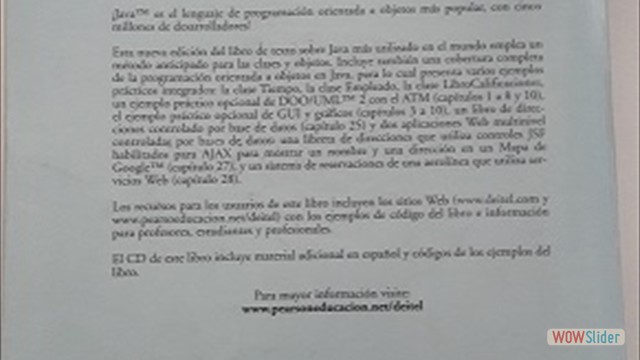 ¡Java™ es el lenguaje de programación orientada a objetos más popular, con cinco
millones de desarrolladores!
Esta nueva edición del libro de texto sobre Java más utilizado en el mundo emplea un
método anticipado para las clases y objetos. Incluye también una cobertura completa
de la programación orientada a objetos en Java, para lo cual presenta varios ejemplos
prácticos integrados: la clase Tiempo, la clase Empleado, la clase LibroCalificaciones,
un ejemplo práctico opcional de DOO/UML™ 2 con el ATM (capítulos 1 a 8 y 10),
el ejemplo práctico opcional de GUI y gráficos (capítulos 3 a 10), un libro de direc-
ciones controlado por base de datos (capítulo 25) y dos aplicaciones Web multinivel
controladas por bases de datos: una libreta de direcciones que utiliza controles JSF
habilitados para AJAX para mostrar un nombre y una dirección en un Mapa de
Google™ (capítulo 27), y un sistema de reservaciones de una aerolínea que utiliza ser-
vicios Web (capítulo 28).
Los recursos para los usuarios de este libro incluyen los sitios Web (www.deitel.com y
www.pearsoneducacion.net/deitel) con los ejemplos de código del libro e información
para profesores, estudiantes y profesionales.
El CD de este libro incluye material adicional en español y códigos de los ejemplos del
libro.
Para mayor información visite:
www.pearsoneducacion.net/deitel
WOWSlider